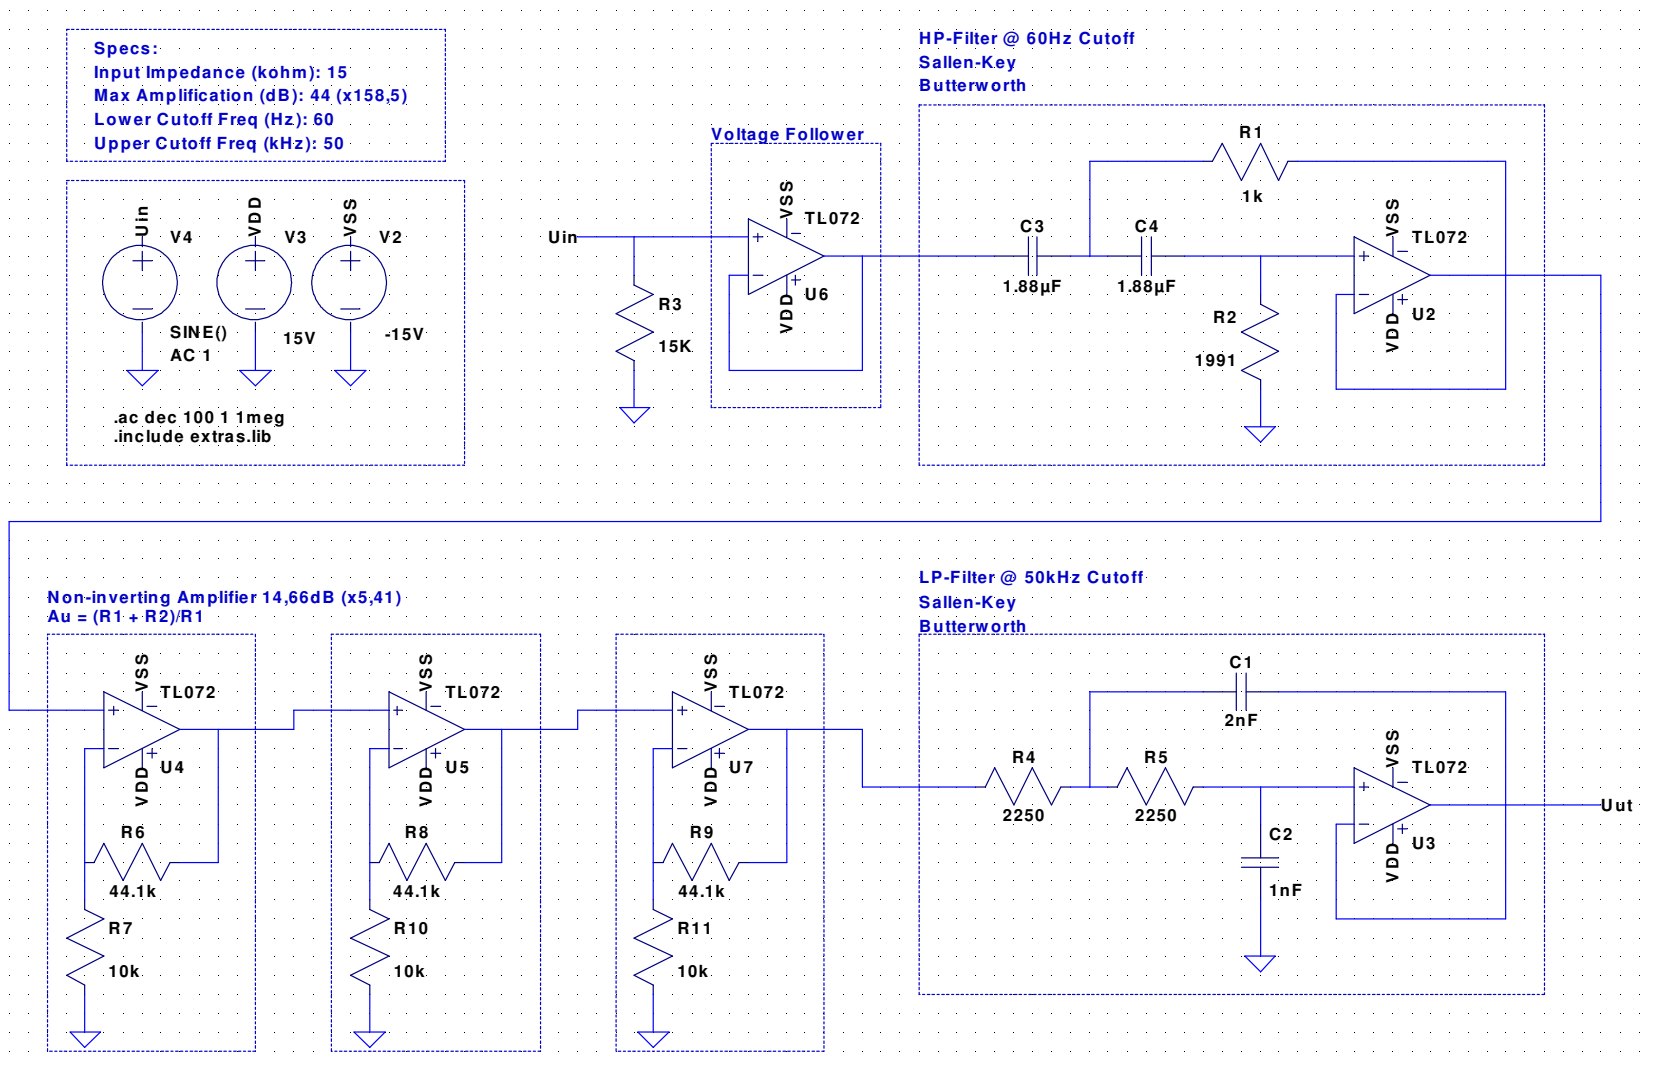 Specs:
Input Impedance (kohm): 15
Max Amplification (dB): 44 (x158,5)
Lower Cutoff Freq (Hz): 60
Upper Cutoff Freq (kHz): 50
Uin
V4
SINE()
AC 1
VDD
V3
15V
VSS
V2
-15V
.ac dec 100 1 1meg
.include extras.lib
Uin
R3
15K
Voltage Follower
VSS
TL072
U6
VDD
HP-Filter @ 60Hz Cutoff
Sallen-Key
Butterworth
R1
1k
C3
1.88µF
C4
1.88µF
R2
1991
VSS
TL072
U2
VDD
Non-inverting Amplifier 14,66dB (x5,41)
Au = (R1 + R2)/R1
VSS
TL072
U4
VDD
R6
44.1k
R7
10k
VSS
TL072
U5
VDD
R8
44.1k
R10
10k
VSS
TL072
U7
VDD
R9
44.1k
R11
10k
LP-Filter @ 50kHz Cutoff
Sallen-Key
Butterworth
C1
2nF
R4
2250
R5
2250
C2
1nF
VSS
TL072
U3
VDD
Uut